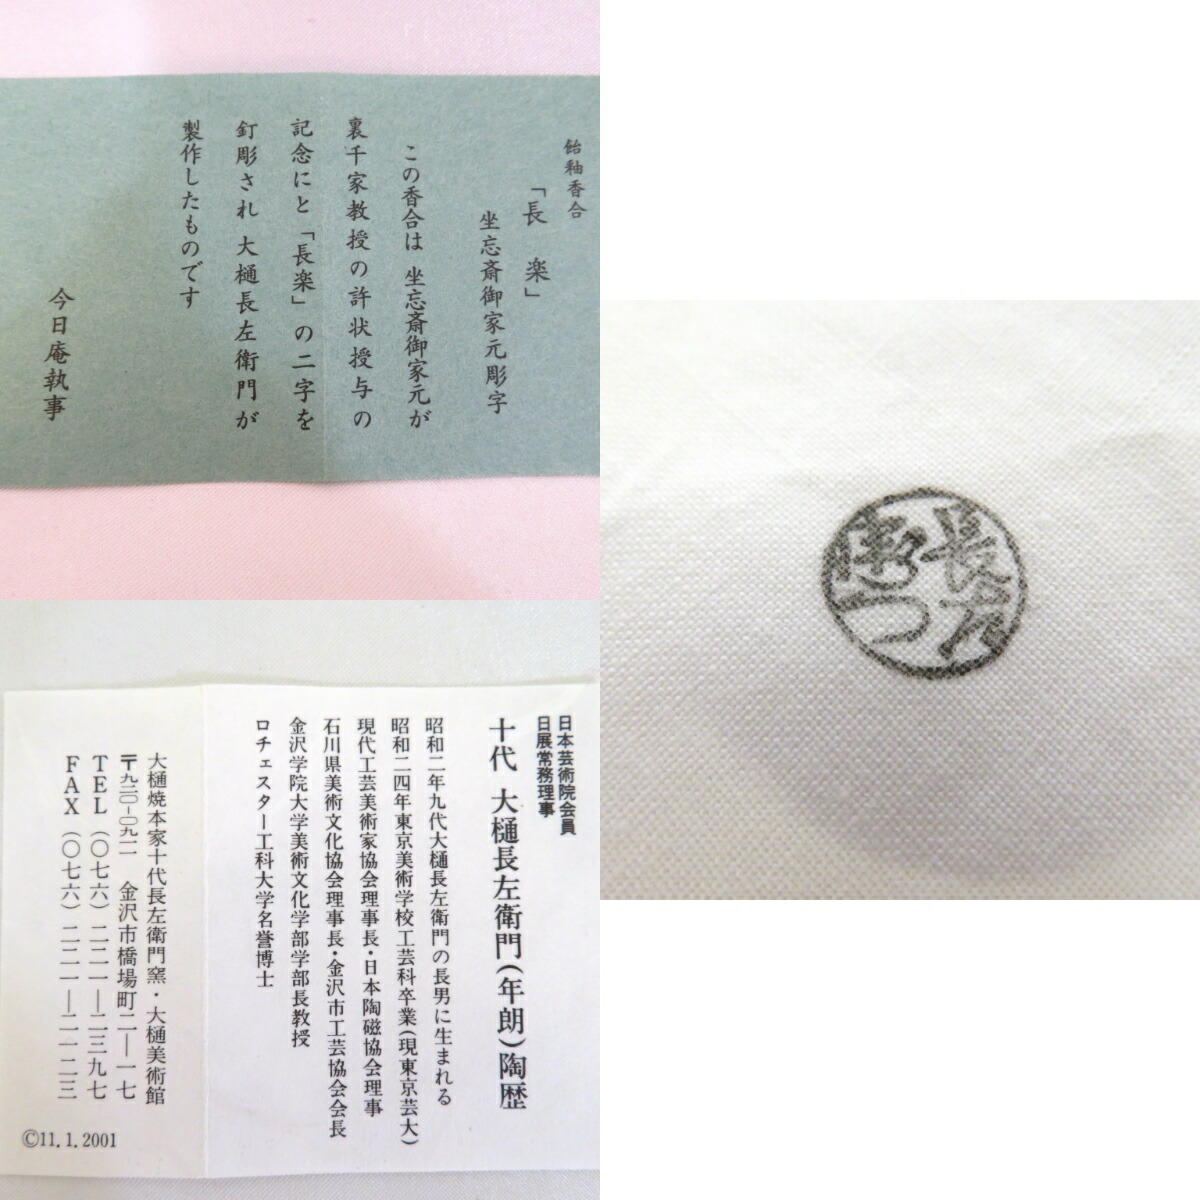 飴釉香合
「長　楽」
坐忘斎御家元彫字
この香合は 坐忘斎御家元が
裏千家教授の許状授与の
記念にと「長楽」の二字を
釘彫され 大樋長左衛門が
製作したものです
今日庵執事
長左
衛つ
日本芸術院会員
日展常務理事
十代 大樋長左衛門(年朗)陶歴
昭和二年九代大樋長左衛門の長男に生まれる
昭和二四年東京美術学校工芸科卒業(現東京芸大)
現代工芸美術家協会理事長・日本陶磁協会理事
石川県美術文化協会理事長・金沢市工芸協会会長
金沢学院大学美術文化学部学部長教授
ロチェスター工科大学名誉博士
大樋焼本家十代長左衛門窯・大樋美術館
〒九二〇-〇九一一 金沢市橋場町二―一七
TEL(〇七六)二二一―二三九七
FAX(〇七六)二二一―二一二三
©11.1.2001